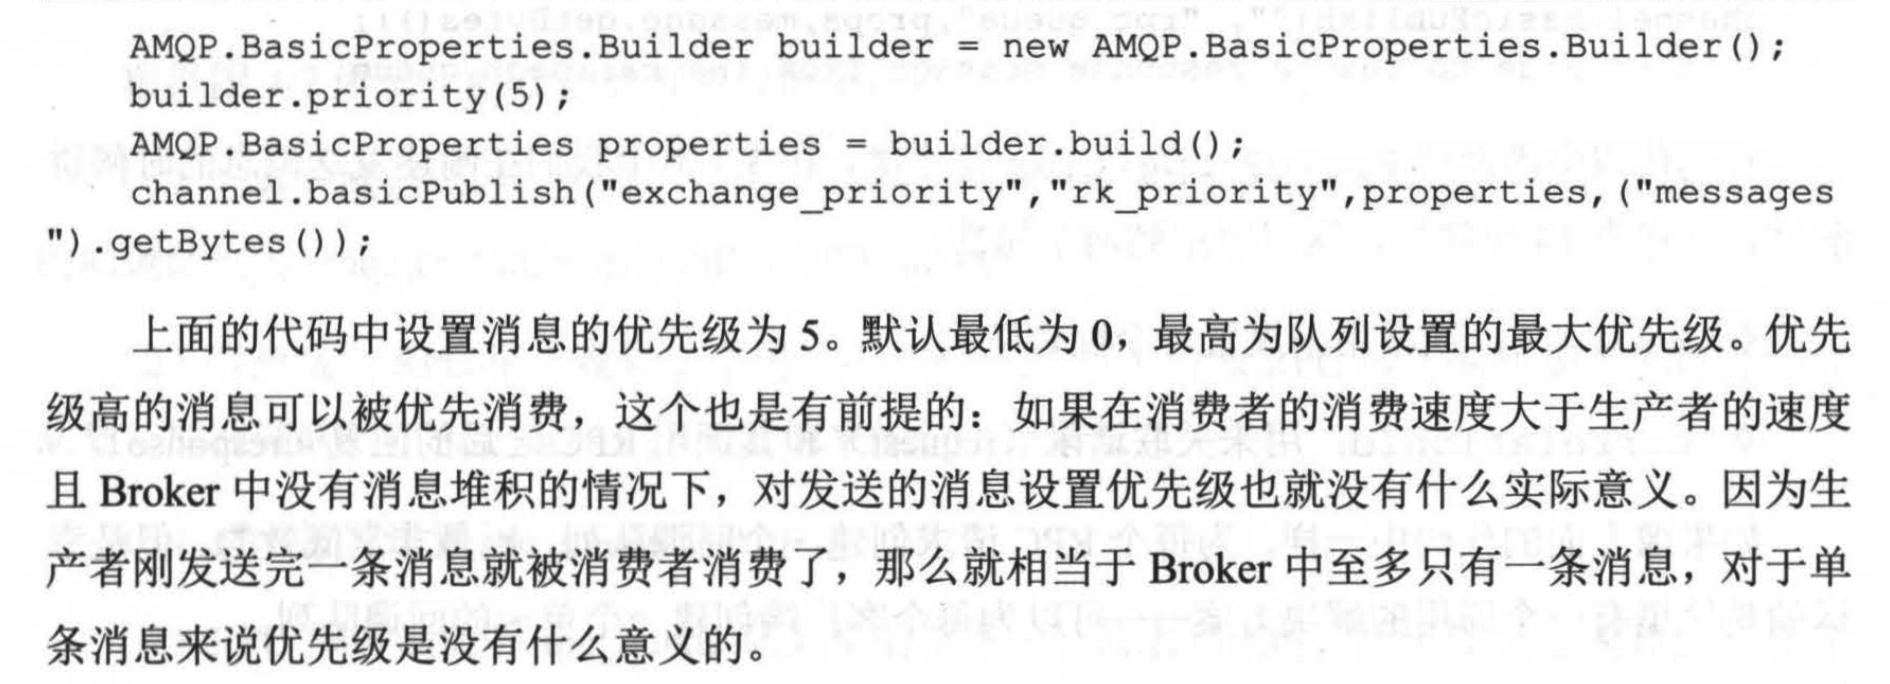 AMQP.BasicProperties.Builder builder = new AMQP.BasicProperties.Builder();
builder.priority(5);
AMQP.BasicProperties properties = builder.build();
channel.basicPublish("exchange_priority","rk_priority",properties,("messages
").getBytes());
上面的代码中设置消息的优先级为 5。默认最低为 0，最高为队列设置的最大优先级。优先
级高的消息可以被优先消费，这个也是有前提的：如果在消费者的消费速度大于生产者的速度
且 Broker 中没有消息堆积的情况下，对发送的消息设置优先级也就没有什么实际意义。因为生
产者刚发送完一条消息就被消费者消费了，那么就相当于 Broker 中至多只有一条消息，对于单
条消息来说优先级是没有什么意义的。